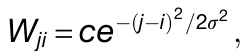 W_{ji} = ce^{-(j-i)^2/2σ^2},